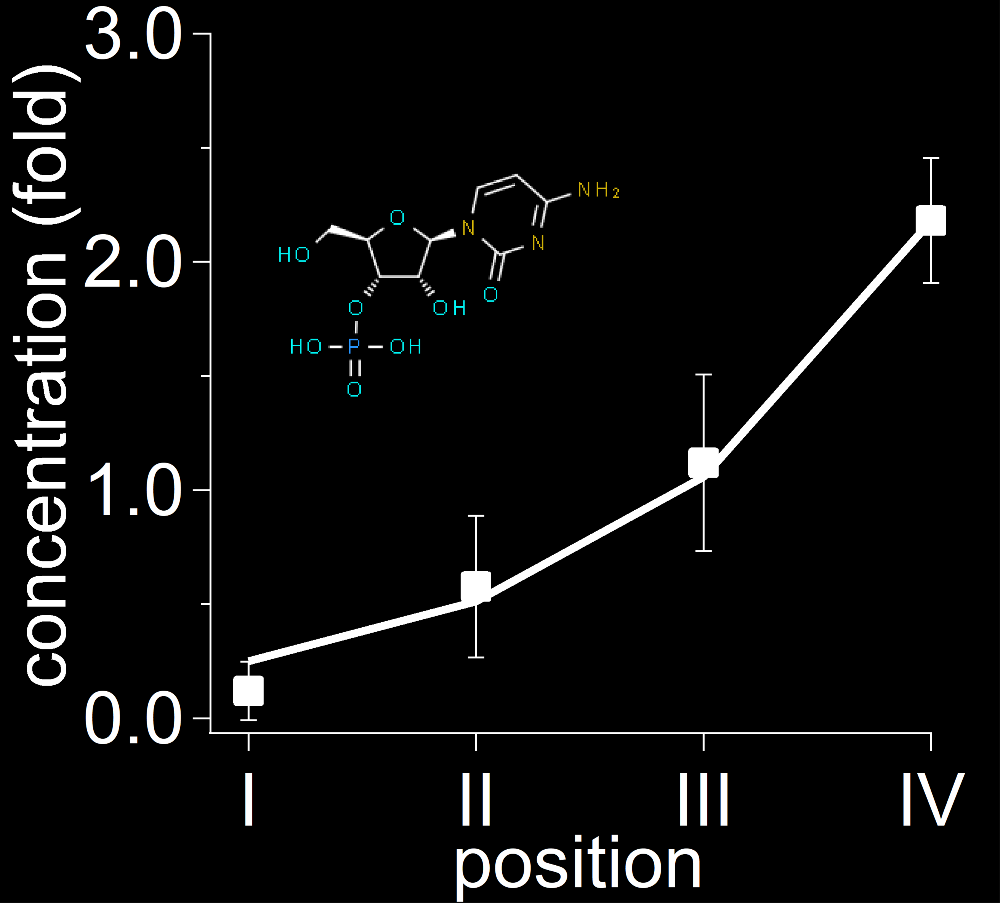 concentration (fold)
3.0
2.0
1.0
0.0
NH2
O
N
N
HO
O
O
OH
HO P OH
O
I II III IV
position